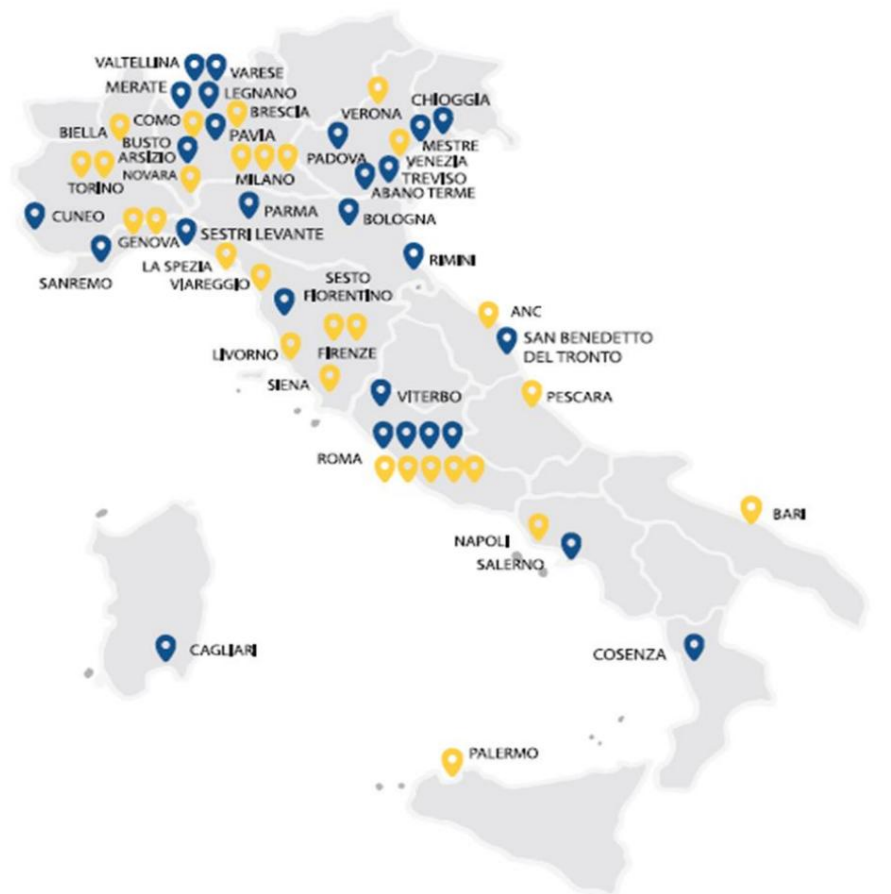 VALTELLINA
VARESE
MERATE
LEGNANO
BRESCIA
VERONA
CHIOGGIA
COMO
BIELLA
BUSTO
ARSIZIO
PAVIA
PADOVA
MESTRE
VENEZIA
TREVISO
ABANO TERME
NOVARA
MILANO
TORINO
CUNEO
PARMA
BOLOGNA
GENOVA
SESTRI LEVANTE
SANREMO
LA SPEZIA
VIAREGGIO
RIMINI
SESTO
FIORENTINO
ANC
SAN BENEDETTO
DEL TRONTO
LIVORNO
FIRENZE
SIENA
VITERBO
PESCARA
ROMA
BARI
NAPOLI
SALERNO
CAGLIARI
COSENZA
PALERMO